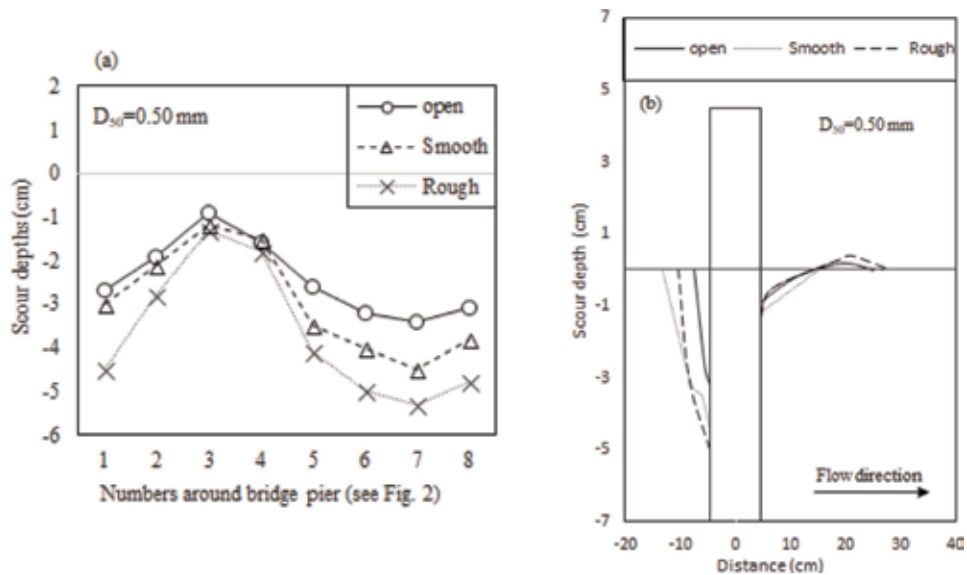 (a)
2
1
0
-1
-2
-3
-4
-5
-6
Scour depths (cm)
D50=0.50 mm
open
Smooth
Rough
1 2 3 4 5 6 7 8
Numbers around bridge pier (see Fig. 2)
7
5
3
1
-1
-3
-5
-7
Scour depth (cm)
open Smooth Rough
(b)
D50=0.50 mm
Flow direction
-20 -10 0 10 20 30 40
Distance (cm)